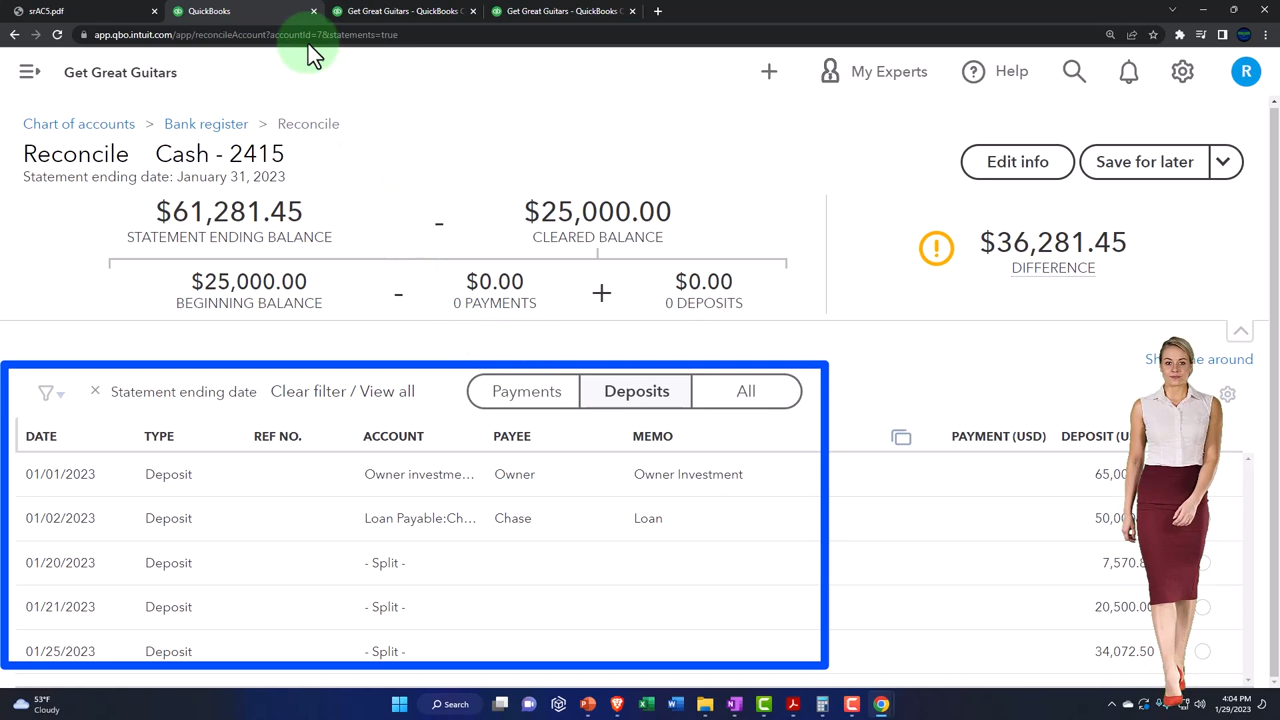 snAC5.pdf × QuickBooks × Get Great Guitars - QuickBooks C × Get Great Guitars - QuickBooks C × +
app.qbo.intuit.com/app/reconcileAccount?accountId=7&statements=true
Get Great Guitars + My Experts ? Help R
Chart of accounts > Bank register > Reconcile
Reconcile Cash - 2415
Edit info Save for later
Statement ending date: January 31, 2023
$61,281.45 - $25,000.00
STATEMENT ENDING BALANCE CLEARED BALANCE
! $36,281.45
DIFFERENCE
$25,000.00 - $0.00 + $0.00
BEGINNING BALANCE 0 PAYMENTS 0 DEPOSITS
× Statement ending date Clear filter / View all Payments Deposits All
DATE TYPE REF NO. ACCOUNT PAYEE MEMO PAYMENT (USD) DEPOSIT
01/01/2023 Deposit Owner investme... Owner Owner Investment
01/02/2023 Deposit Loan Payable:Ch... Chase Loan
01/20/2023 Deposit - Split -
01/21/2023 Deposit - Split - 20,500.00
01/25/2023 Deposit - Split - 34,072.50
53°F
Cloudy
Search
4:04 PM
1/29/2023